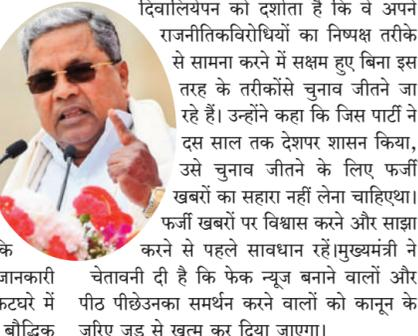 दिवालियेपन को दर्शाता है कि वे अपने
राजनीतिकविरोधियों का निष्पक्ष तरीके
से सामना करने में सक्षम हुए बिना इस
तरह के तरीकोंसे चुनाव जीतने जा
रहे हैं। उन्होंने कहा कि जिस पार्टी ने
दस साल तक देशपर शासन किया,
उसे चुनाव जीतने के लिए फर्जी
खबरों का सहारा नहीं लेना चाहिएथा।
फर्जी खबरों पर विश्वास करने और साझा
कि करने से पहले सावधान रहें।मुख्यमंत्री ने
जानकारी चेतावनी दी है कि फेक न्यूज बनाने वालों और
कटघरे में पीठ पीछेउनका समर्थन करने वालों को कानून के
बौद्धिक जरिए जड़ से खत्म कर दिया जाएगा।